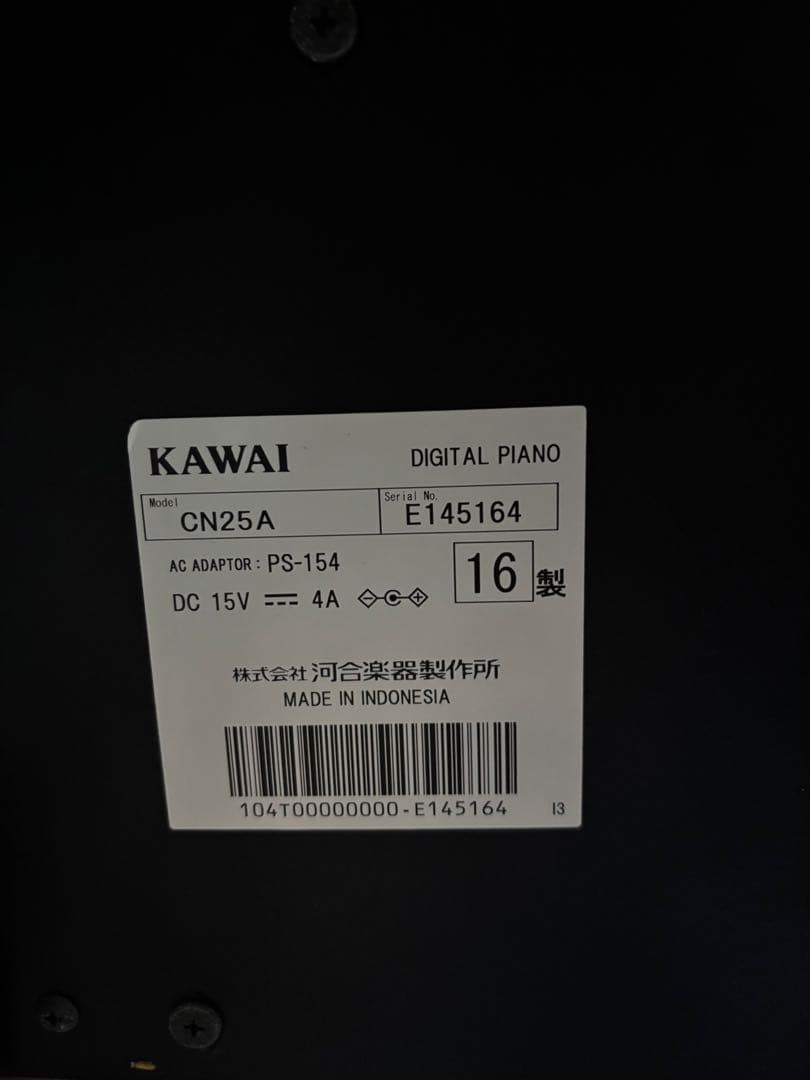 KAWAI DIGITAL PIANO
Model CN25A Serial No. E145164
AC ADAPTOR : PS-154
DC 15V 4A
16 製
株式会社 河合楽器製作所
MADE IN INDONESIA
104T00000000-E145164 I3